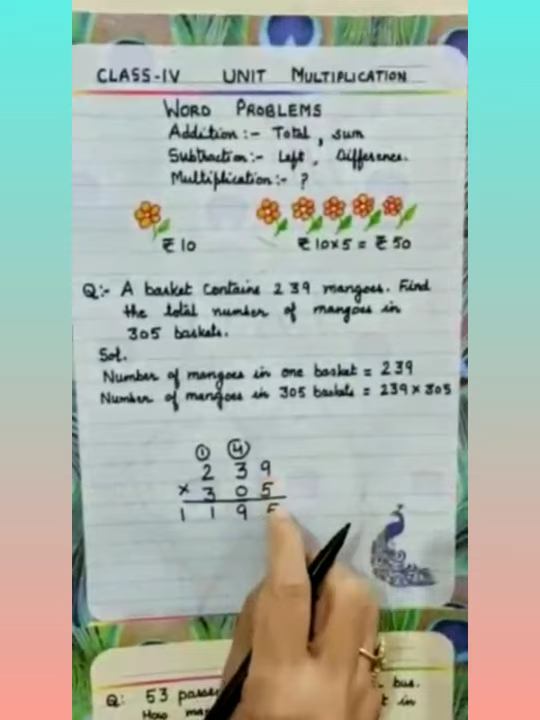 CLASS-IV UNIT MULTIPLICATION
WORD PROBLEMS
Addition:- Total, sum
Subtraction:- Left, Difference.
Multiplication:- ?
₹10 ₹10×5 = ₹50
Q:- A basket contains 239 mangoes. Find
the total number of mangoes in
305 baskets.
Sol.
Number of mangoes in one basket = 239
Number of mangoes in 305 baskets = 239×305
① ④
2 3 9
× 3 0 5
1 1 9 5
Q: 53 bus.
How in